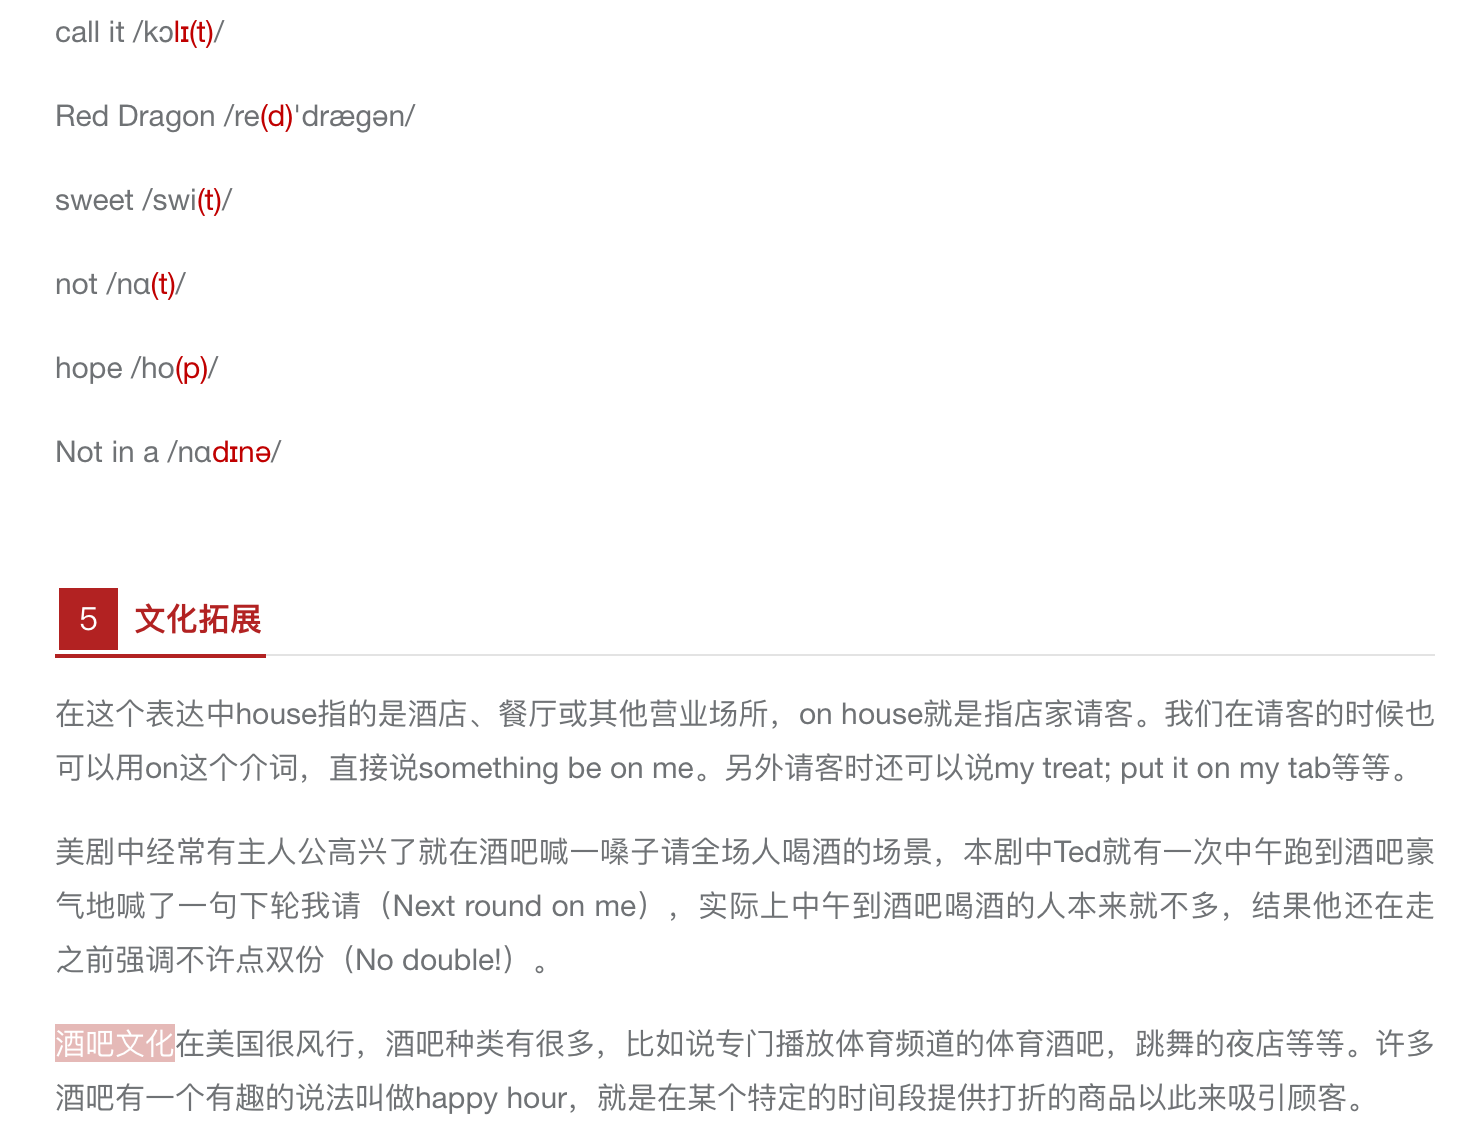 call it /kɔlɪ(t)/
Red Dragon /re(d)'drægən/
sweet /swi(t)/
not /nɑ(t)/
hope /ho(p)/
Not in a /nɑdɪnə/
5 文化拓展
在这个表达中house指的是酒店、餐厅或其他营业场所，on house就是指店家请客。我们在请客的时候也
可以用on这个介词，直接说something be on me。另外请客时还可以说my treat; put it on my tab等等。
美剧中经常有主人公高兴了就在酒吧喊一嗓子请全场人喝酒的场景，本剧中Ted就有一次中午跑到酒吧豪
气地喊了一句下轮我请（Next round on me），实际上中午到酒吧喝酒的人本来就不多，结果他还在走
之前强调不许点双份（No double!）。
酒吧文化在美国很风行，酒吧种类有很多，比如说专门播放体育频道的体育酒吧，跳舞的夜店等等。许多
酒吧有一个有趣的说法叫做happy hour，就是在某个特定的时间段提供打折的商品以此来吸引顾客。